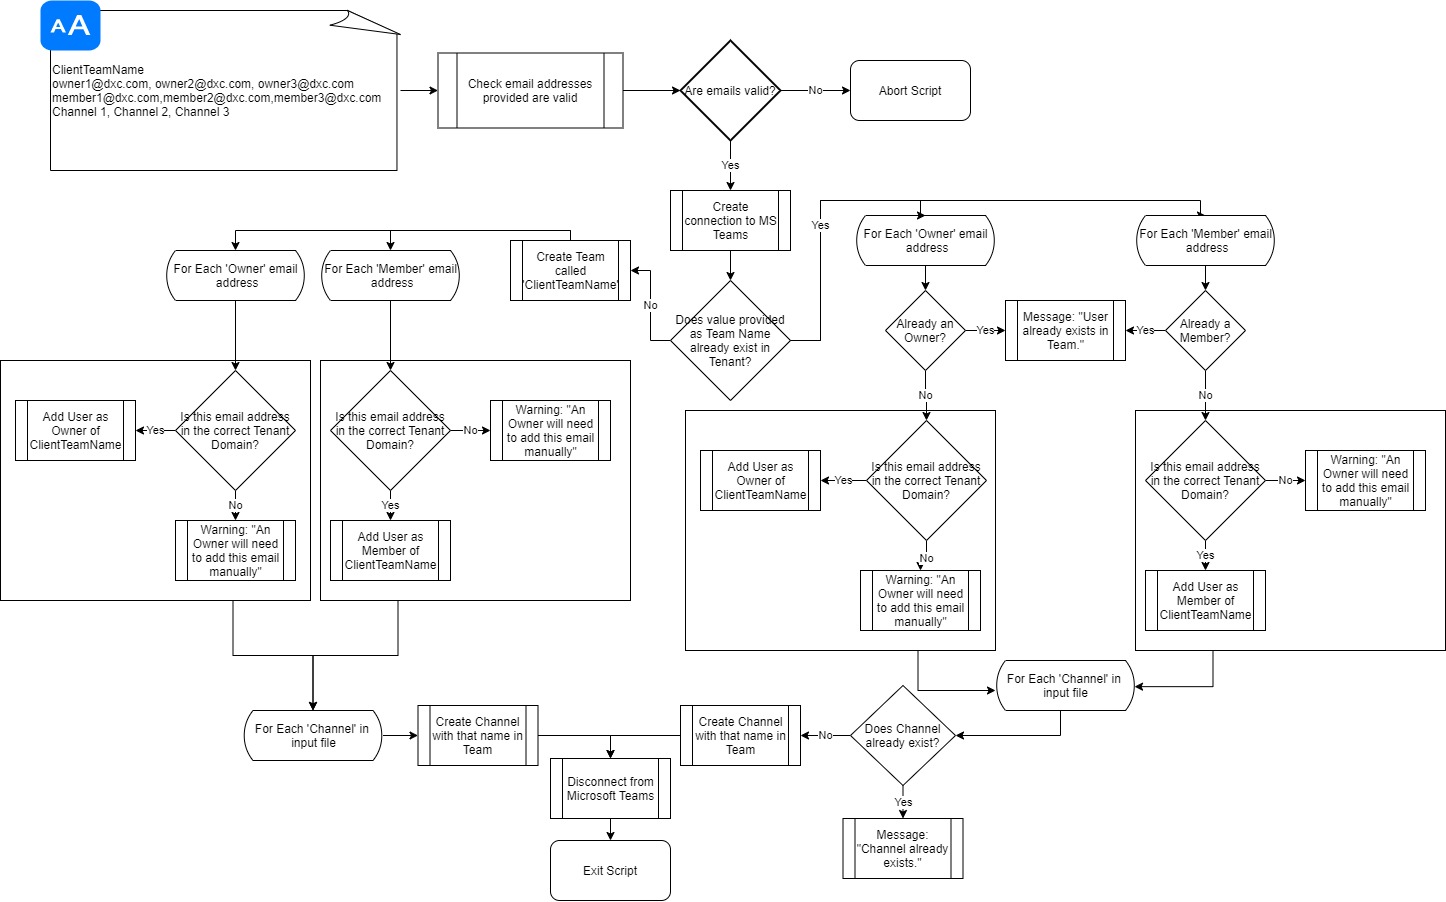 AA
ClientTeamName
owner1@dxc.com, owner2@dxc.com, owner3@dxc.com
member1@dxc.com,member2@dxc.com,member3@dxc.com
Channel 1, Channel 2, Channel 3
Check email addresses
provided are valid
Are emails valid?
No
Abort Script
Yes
Create
connection to MS
Teams
Does value provided
as Team Name
already exist in
Tenant?
No
Yes
Create Team
called
'ClientTeamName'
For Each 'Owner' email
address
For Each 'Member' email
address
For Each 'Owner' email
address
For Each 'Member' email
address
Already an
Owner?
Yes
Message: "User
already exists in
Team."
Yes
Already a
Member?
No
No
Add User as
Owner of
ClientTeamName
Yes
Is this email address
in the correct Tenant
Domain?
No
Warning: "An
Owner will need
to add this email
manually"
Is this email address
in the correct Tenant
Domain?
No
Warning: "An
Owner will need
to add this email
manually"
Yes
Add User as
Member of
ClientTeamName
Add User as
Owner of
ClientTeamName
Yes
Is this email address
in the correct Tenant
Domain?
No
Warning: "An
Owner will need
to add this email
manually"
Is this email address
in the correct Tenant
Domain?
No
Warning: "An
Owner will need
to add this email
manually"
Yes
Add User as
Member of
ClientTeamName
For Each 'Channel' in
input file
Does Channel
already exist?
No
Create Channel
with that name in
Team
Yes
Message:
"Channel already
exists."
For Each 'Channel' in
input file
Create Channel
with that name in
Team
Disconnect from
Microsoft Teams
Exit Script